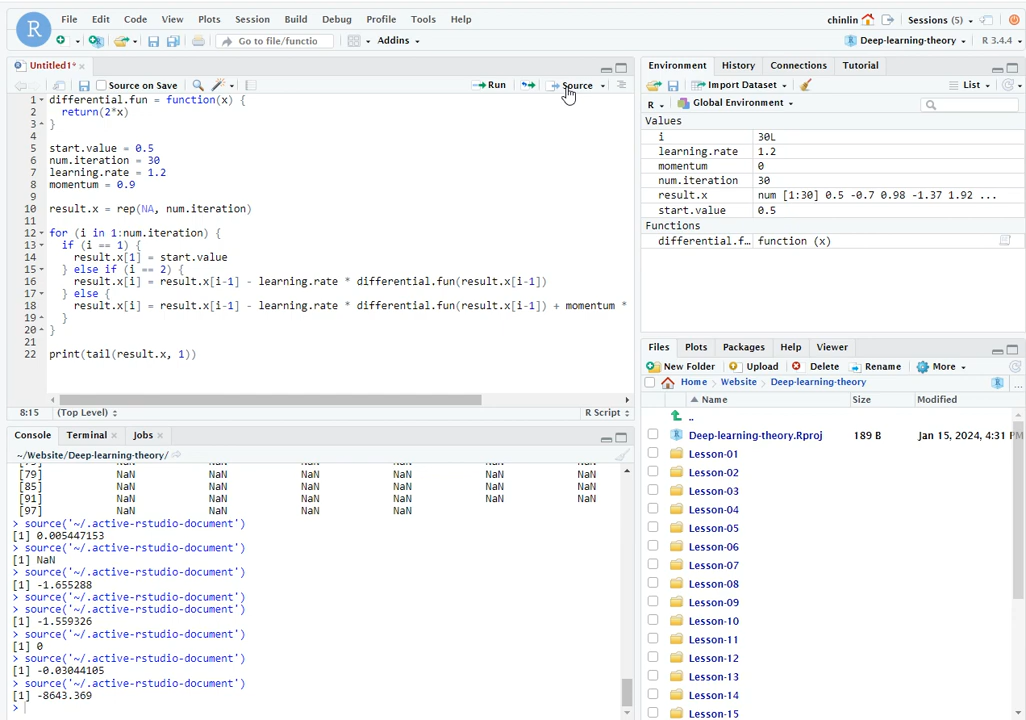 File Edit Code View Plots Session Build Debug Profile Tools Help
chinlin Sessions (5)
Go to file/functio Addins
Deep-learning-theory R 3.4.4
Untitled1*
Source on Save Run Source
1 differential.fun = function(x) {
2 return(2*x)
3 }
4
5 start.value = 0.5
6 num.iteration = 30
7 learning.rate = 1.2
8 momentum = 0.9
9
10 result.x = rep(NA, num.iteration)
11
12 for (i in 1:num.iteration) {
13 if (i == 1) {
14 result.x[1] = start.value
15 } else if (i == 2) {
16 result.x[i] = result.x[i-1] - learning.rate * differential.fun(result.x[i-1])
17 } else {
18 result.x[i] = result.x[i-1] - learning.rate * differential.fun(result.x[i-1]) + momentum *
19 }
20 }
21
22 print(tail(result.x, 1))
8:15 (Top Level) R Script
Console Terminal Jobs
~/Website/Deep-learning-theory/
[79] NaN NaN NaN NaN NaN NaN
[85] NaN NaN NaN NaN NaN NaN
[91] NaN NaN NaN NaN NaN NaN
[97] NaN NaN NaN NaN
> source('~/.active-rstudio-document')
[1] 0.005447153
> source('~/.active-rstudio-document')
[1] NaN
> source('~/.active-rstudio-document')
[1] -1.655288
> source('~/.active-rstudio-document')
> source('~/.active-rstudio-document')
[1] -1.559326
> source('~/.active-rstudio-document')
[1] 0
> source('~/.active-rstudio-document')
[1] -0.03044105
> source('~/.active-rstudio-document')
[1] -8643.369
>
Environment History Connections Tutorial
Import Dataset List
R Global Environment
Values
i 30L
learning.rate 1.2
momentum 0
num.iteration 30
result.x num [1:30] 0.5 -0.7 0.98 -1.37 1.92 ...
start.value 0.5
Functions
differential.f… function (x)
Files Plots Packages Help Viewer
New Folder Upload Delete Rename More
Home Website Deep-learning-theory ...
Name Size Modified
..
Deep-learning-theory.Rproj 189 B Jan 15, 2024, 4:31 PM
Lesson-01
Lesson-02
Lesson-03
Lesson-04
Lesson-05
Lesson-06
Lesson-07
Lesson-08
Lesson-09
Lesson-10
Lesson-11
Lesson-12
Lesson-13
Lesson-14
Lesson-15